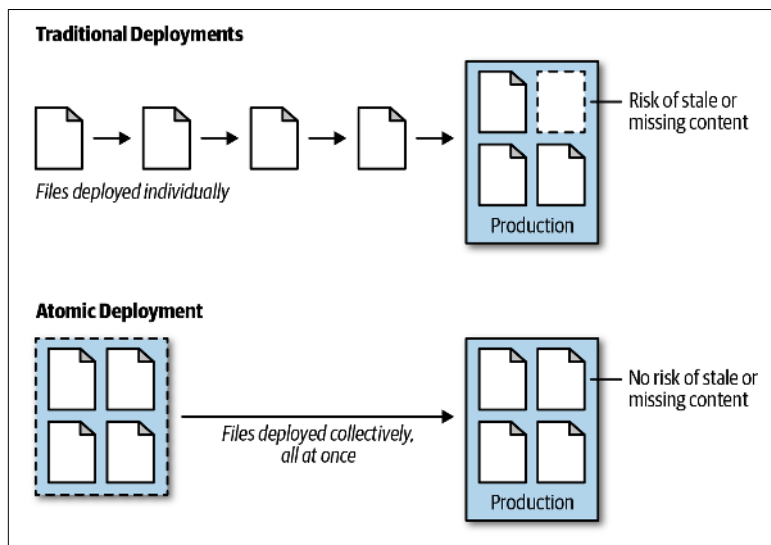 Traditional Deployments
Risk of stale or
missing content
Files deployed individually
Production
Atomic Deployment
No risk of stale or
missing content
Files deployed collectively,
all at once
Production